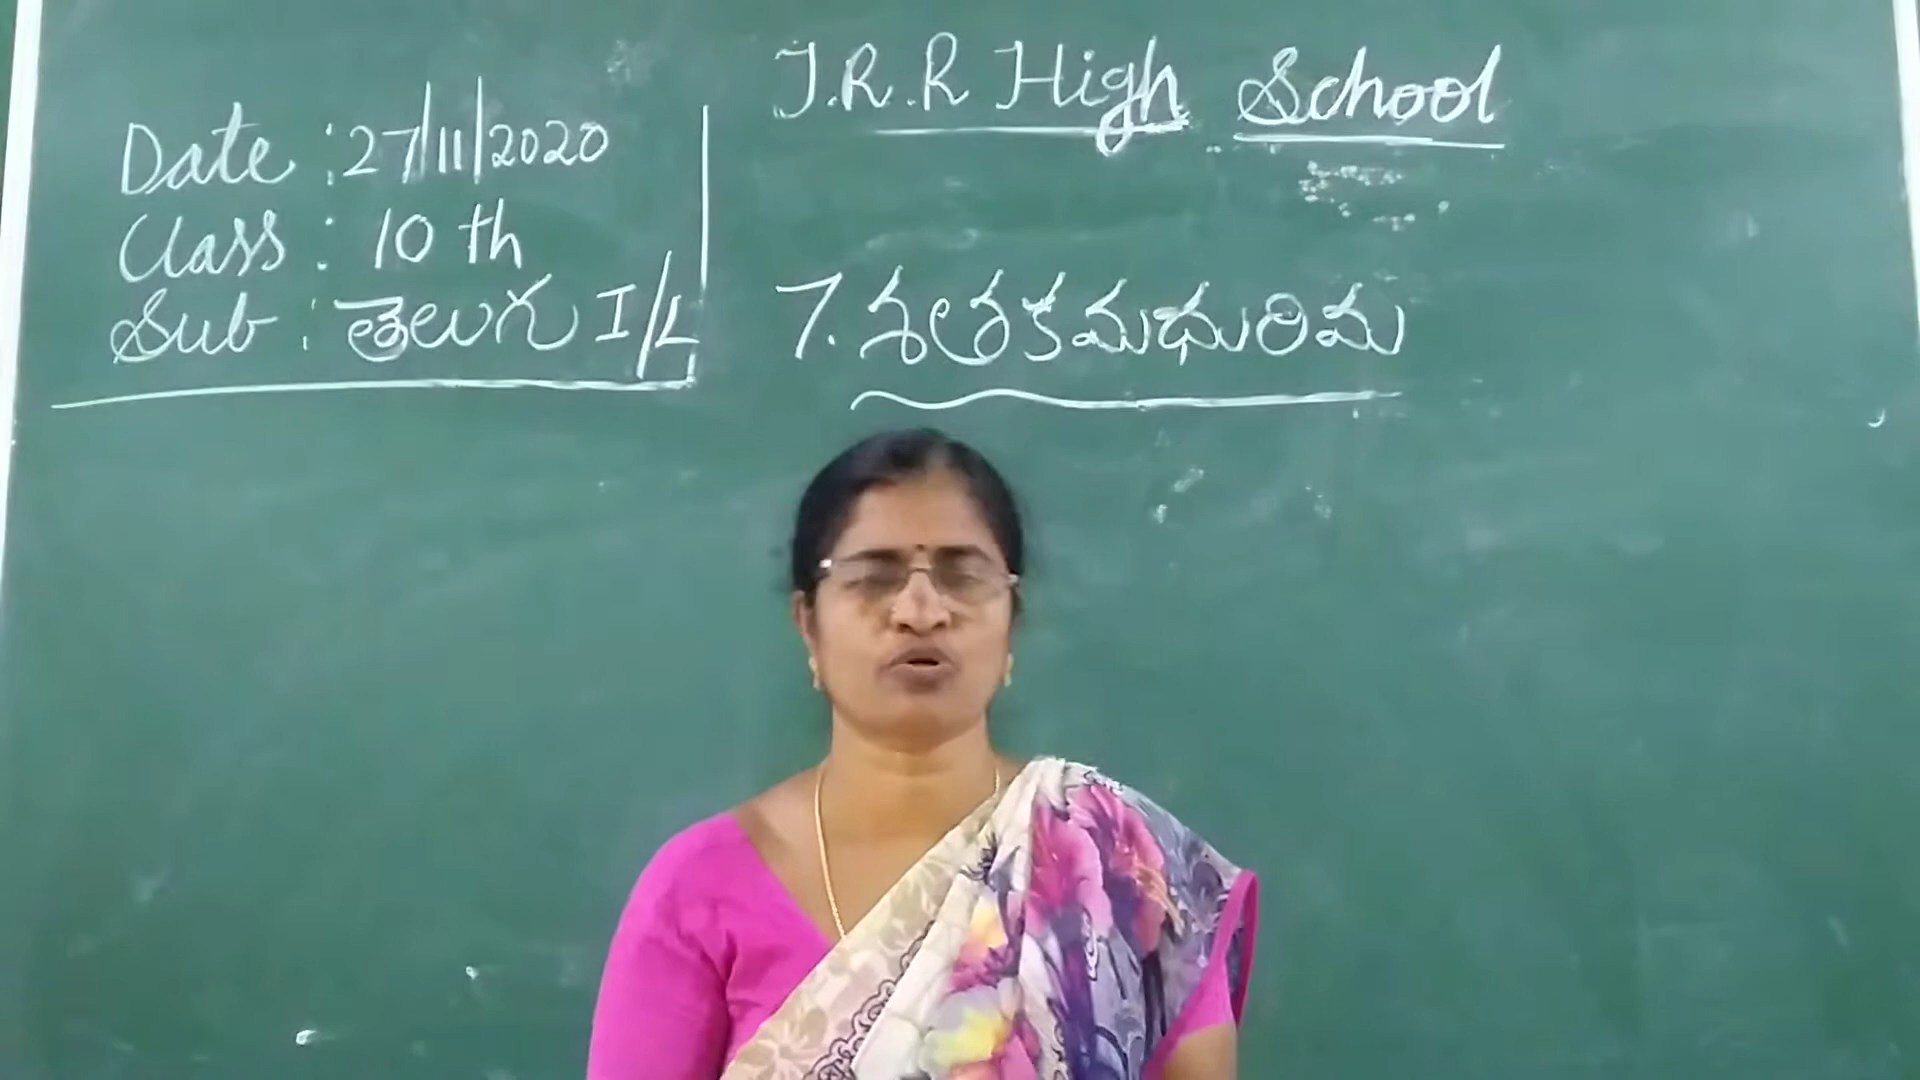 J.R.R High School
Date : 27/11/2020
Class : 10 th
Sub : తెలుగు I/L
7. శతకమధురిమ